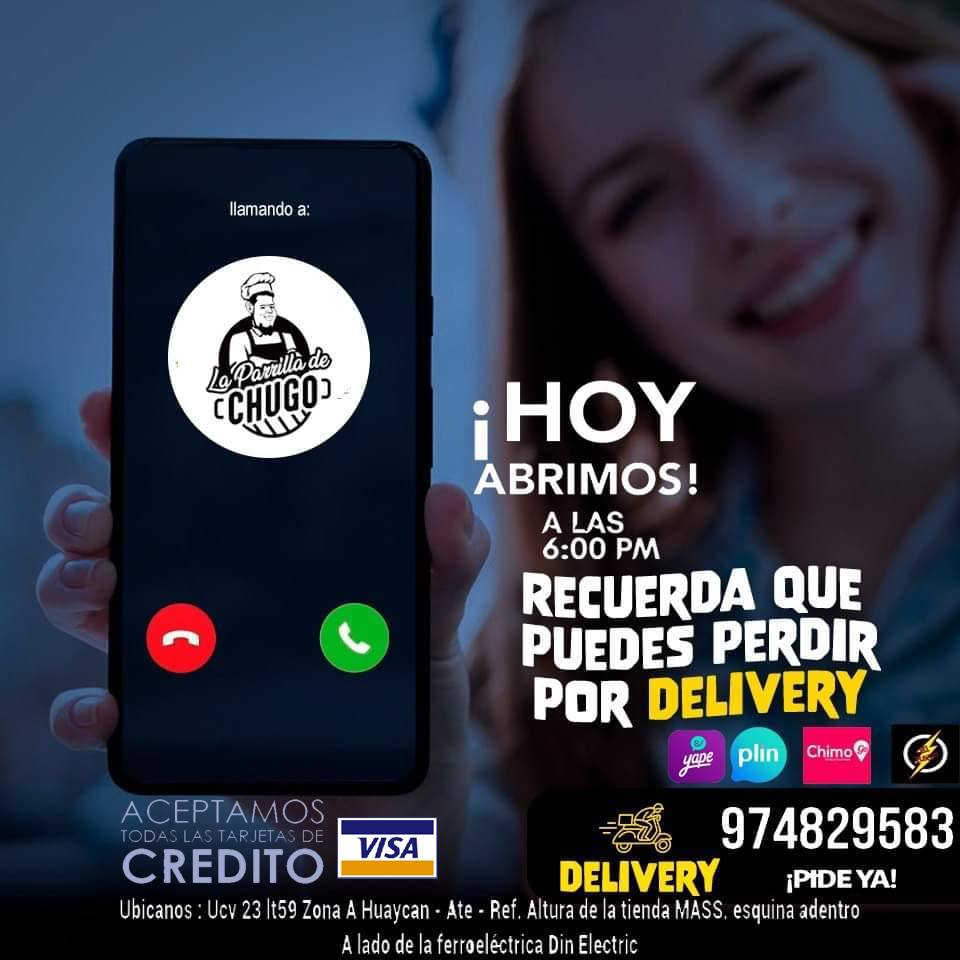 llamando a:
La Parrilla de
CHUGO
¡HOY
ABRIMOS!
A LAS
6:00 PM
RECUERDA QUE
PUEDES PERDIR
POR DELIVERY
yape
plin
Chimo
ACEPTAMOS
TODAS LAS TARJETAS DE
CREDITO
VISA
974829583
DELIVERY
¡PIDE YA!
Ubicanos : Ucv 23 lt59 Zona A Huaycan - Ate - Ref. Altura de la tienda MASS. esquina adentro
A lado de la ferroeléctrica Din Electric